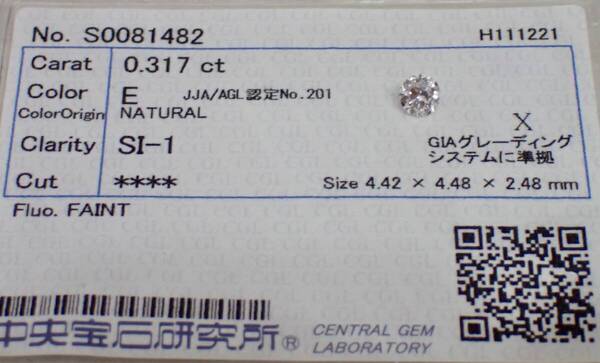 No. S0081482 H111221
Carat 0.317 ct
Color E JJA/AGL認定No.201
ColorOrigin NATURAL
X
Clarity SI-1
GIAグレーディング
システムに準拠
Cut **** Size 4.42 × 4.48 × 2.48 mm
Fluo. FAINT
中央宝石研究所® CENTRAL GEM
LABORATORY